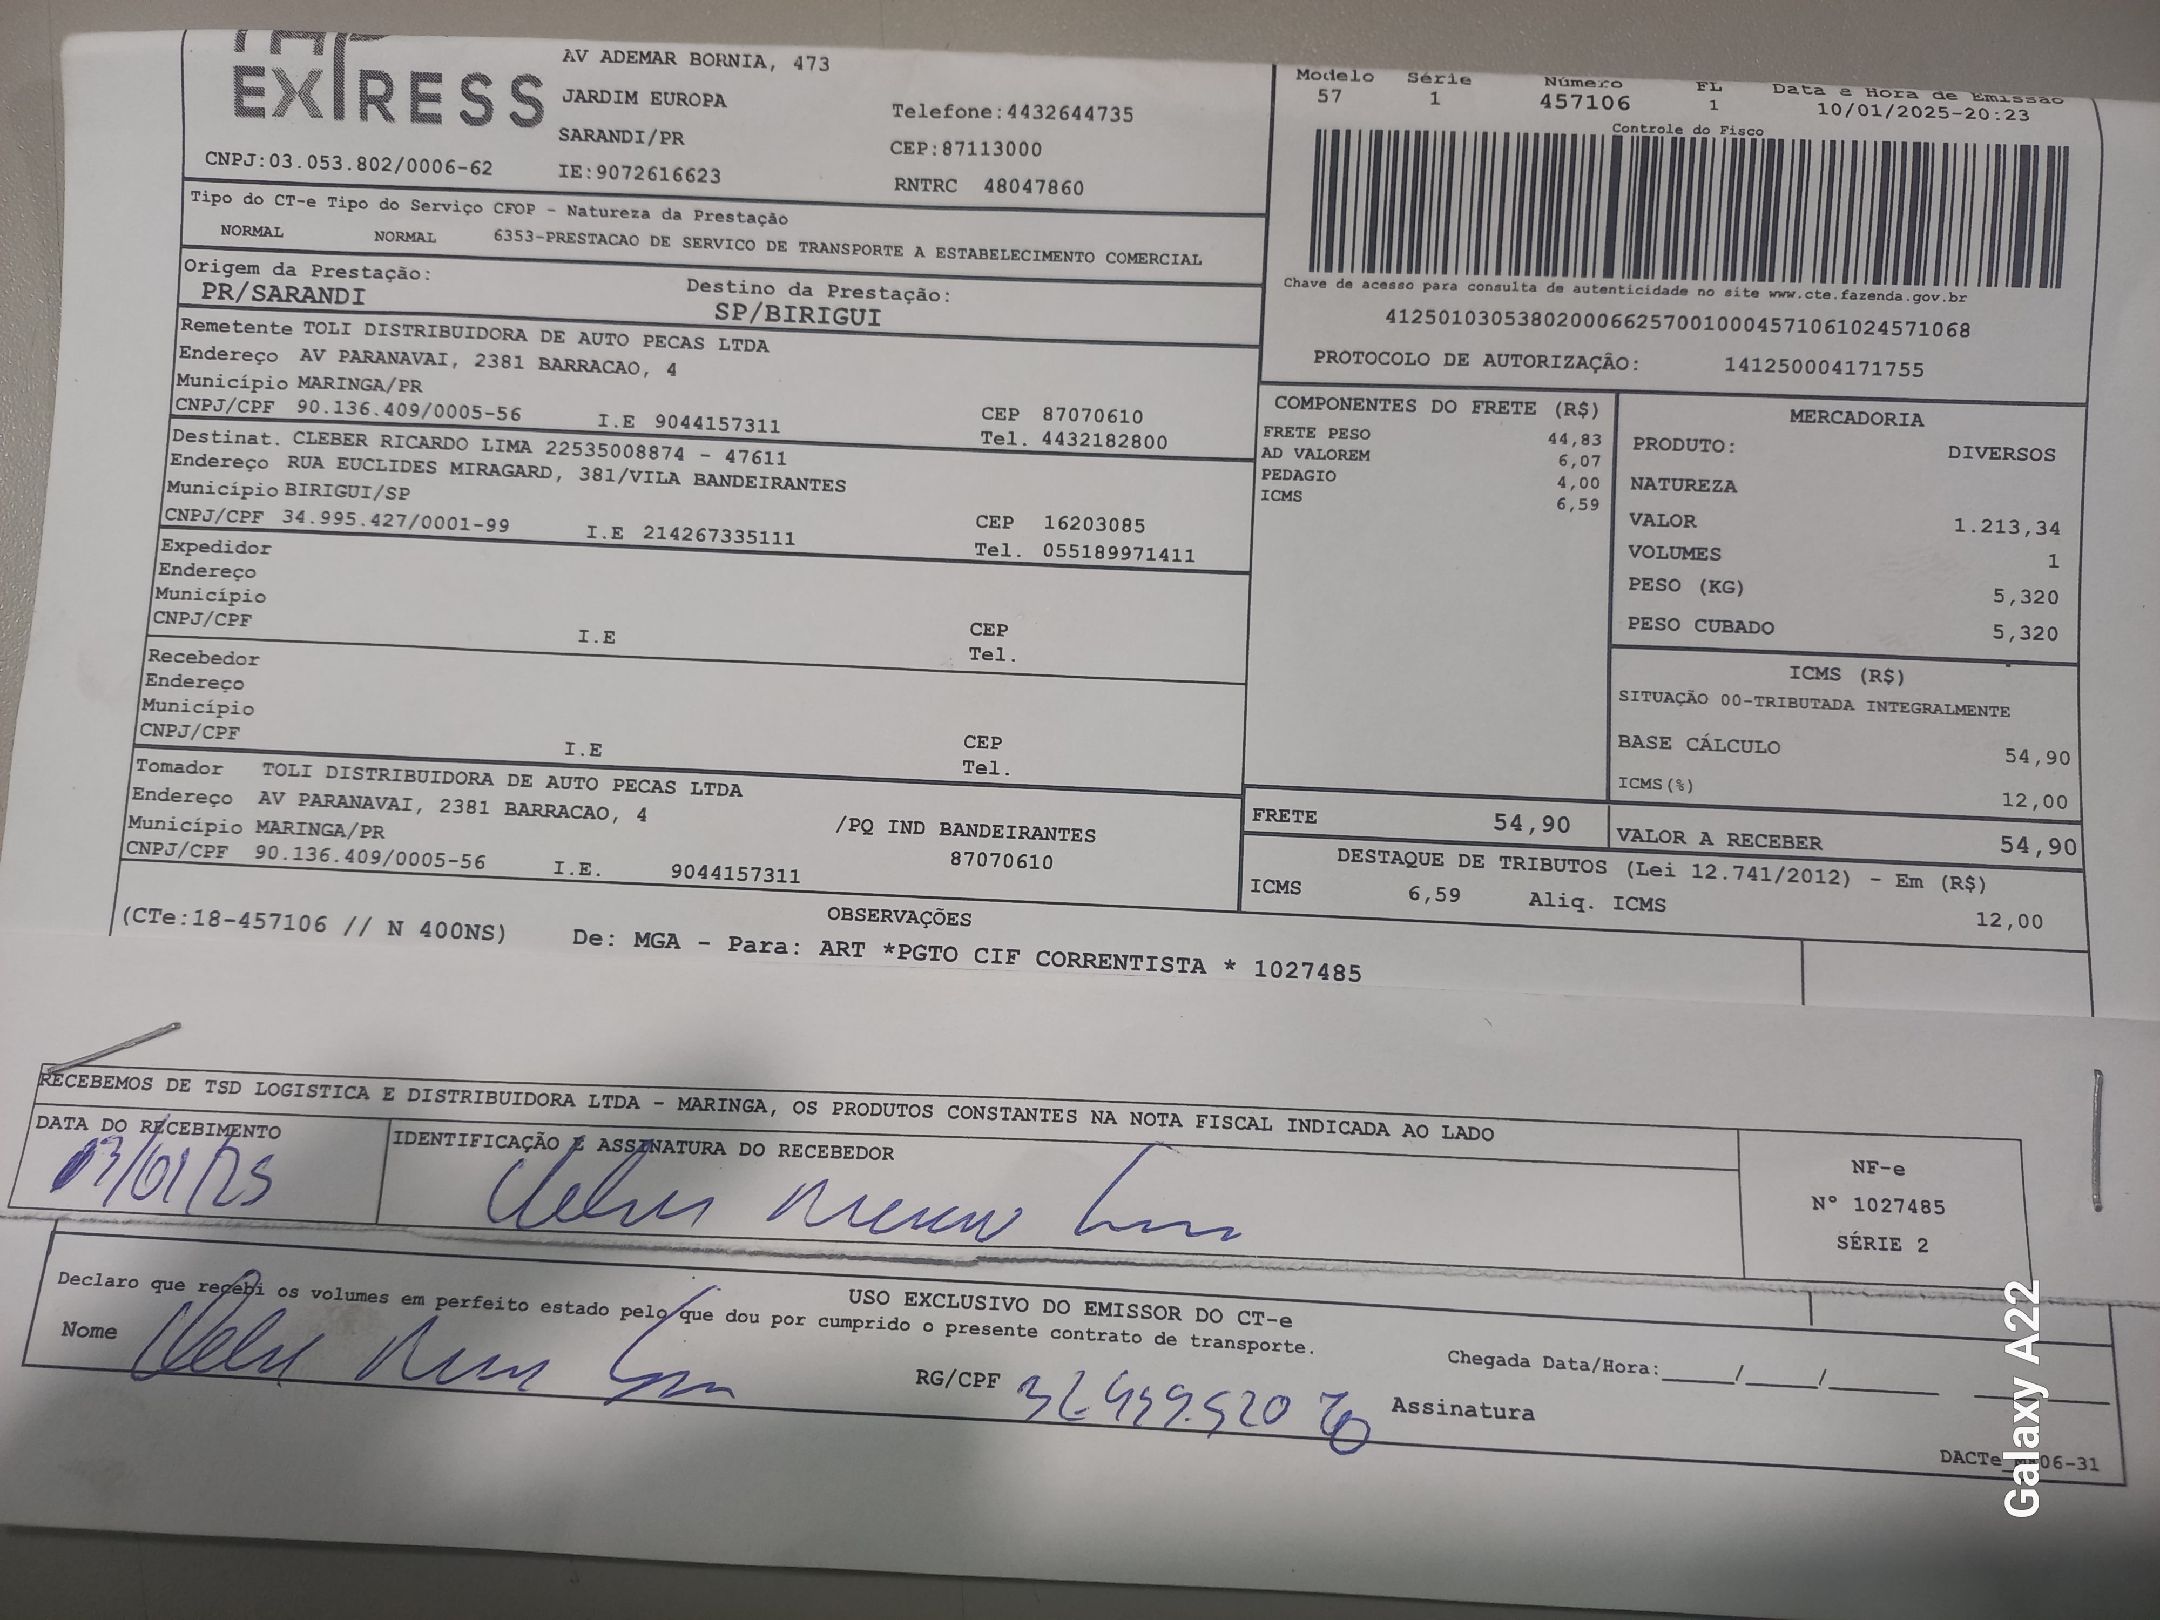 EXPRESS
AV ADEMAR BORNIA, 473
JARDIM EUROPA
SARANDI/PR
Telefone:4432644735
CEP:87113000
CNPJ:03.053.802/0006-62
IE:9072616623
RNTRC 48047860
Modelo Série Número FL Data e Hora de Emissão
57 1 457106 1 10/01/2025-20:23
Controle do Fisco
Chave de acesso para consulta de autenticidade no site www.cte.fazenda.gov.br
41250103053802000662570010004571061024571068
PROTOCOLO DE AUTORIZAÇÃO: 141250004171755
Tipo do CT-e Tipo do Serviço CFOP - Natureza da Prestação
NORMAL NORMAL 6353-PRESTACAO DE SERVICO DE TRANSPORTE A ESTABELECIMENTO COMERCIAL
Origem da Prestação: Destino da Prestação:
PR/SARANDI SP/BIRIGUI
Remetente TOLI DISTRIBUIDORA DE AUTO PECAS LTDA
Endereço AV PARANAVAI, 2381 BARRACAO, 4
Município MARINGA/PR CEP 87070610
CNPJ/CPF 90.136.409/0005-56 I.E 9044157311 Tel. 4432182800
Destinat. CLEBER RICARDO LIMA 22535008874 - 47611
Endereço RUA EUCLIDES MIRAGARD, 381/VILA BANDEIRANTES
Município BIRIGUI/SP CEP 16203085
CNPJ/CPF 34.995.427/0001-99 I.E 214267335111 Tel. 055189971411
Expedidor
Endereço
Município CEP
CNPJ/CPF I.E Tel.
Recebedor
Endereço
Município CEP
CNPJ/CPF I.E Tel.
Tomador TOLI DISTRIBUIDORA DE AUTO PECAS LTDA
Endereço AV PARANAVAI, 2381 BARRACAO, 4 /PQ IND BANDEIRANTES
Município MARINGA/PR 87070610
CNPJ/CPF 90.136.409/0005-56 I.E. 9044157311
COMPONENTES DO FRETE (R$)
FRETE PESO 44,83
AD VALOREM 6,07
PEDAGIO 4,00
ICMS 6,59
MERCADORIA
PRODUTO: DIVERSOS
NATUREZA
VALOR 1.213,34
VOLUMES 1
PESO (KG) 5,320
PESO CUBADO 5,320
ICMS (R$)
SITUAÇÃO 00-TRIBUTADA INTEGRALMENTE
BASE CÁLCULO 54,90
ICMS(%) 12,00
FRETE 54,90 VALOR A RECEBER 54,90
DESTAQUE DE TRIBUTOS (Lei 12.741/2012) - Em (R$)
ICMS 6,59 Aliq. ICMS 12,00
OBSERVAÇÕES
(CTe:18-457106 // N 400NS) De: MGA - Para: ART *PGTO CIF CORRENTISTA * 1027485
RECEBEMOS DE TSD LOGISTICA E DISTRIBUIDORA LTDA - MARINGA, OS PRODUTOS CONSTANTES NA NOTA FISCAL INDICADA AO LADO
DATA DO RECEBIMENTO IDENTIFICAÇÃO E ASSINATURA DO RECEBEDOR
13/01/25
NF-e
Nº 1027485
SÉRIE 2
USO EXCLUSIVO DO EMISSOR DO CT-e
Declaro que recebi os volumes em perfeito estado pelo que dou por cumprido o presente contrato de transporte.
Nome
RG/CPF
Assinatura
Chegada Data/Hora:_____/_____/_______ ________
Galaxy A22